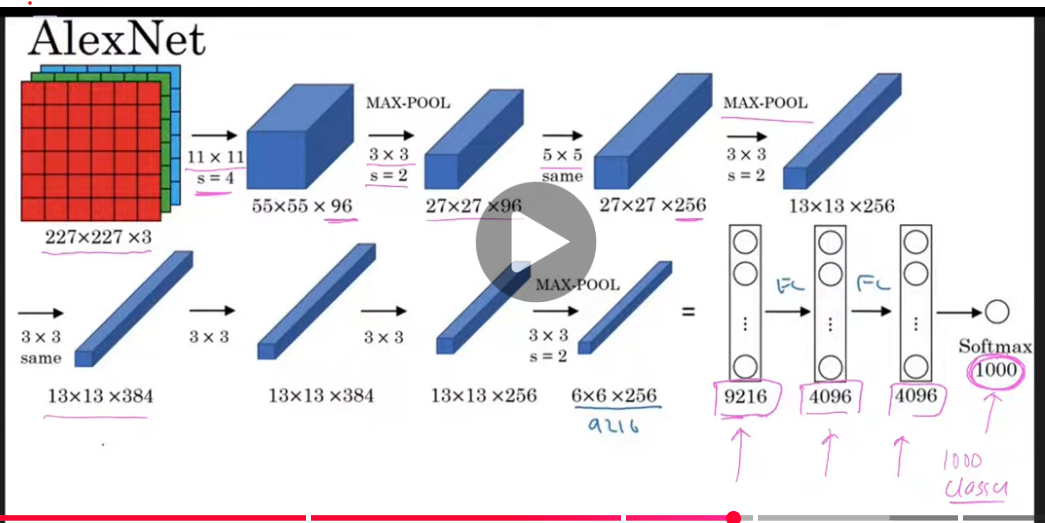 AlexNet
MAX-POOL
MAX-POOL
11 × 11
s = 4
3 × 3
s = 2
5 × 5
same
3 × 3
s = 2
55×55 × 96
27×27 ×96
27×27 ×256
13×13 ×256
227×227 ×3
MAX-POOL
3 × 3
same
3 × 3
3 × 3
3 × 3
s = 2
=
FC
FC
...
...
...
Softmax
1000
13×13 ×384
13×13 ×384
13×13 ×256
6×6 ×256
9216
4096
4096
9216
1000